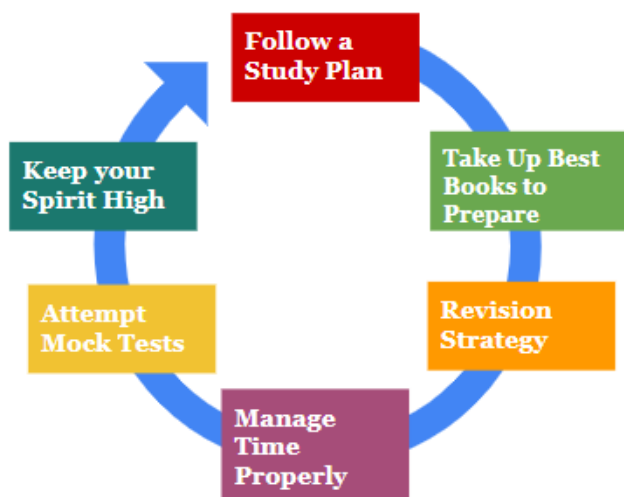 Follow a
Study Plan
Take Up Best
Books to
Prepare
Revision
Strategy
Manage
Time
Properly
Attempt
Mock Tests
Keep your
Spirit High